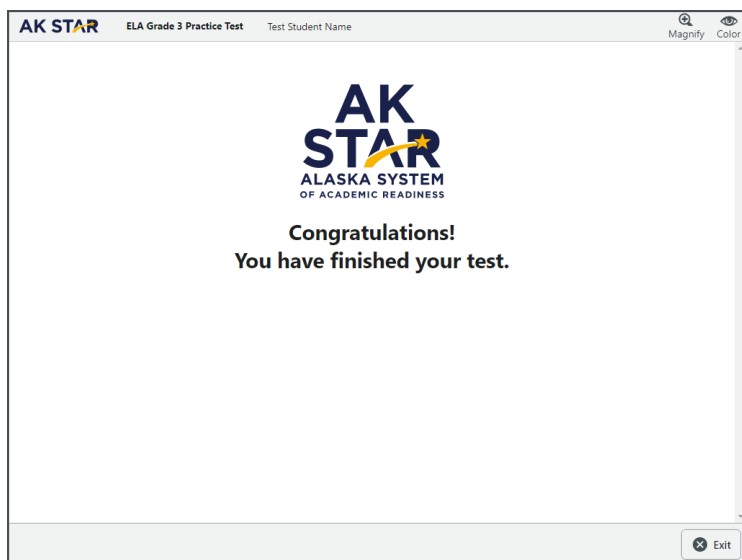 AK STAR ELA Grade 3 Practice Test Test Student Name Magnify Color
AK
STAR
ALASKA SYSTEM
OF ACADEMIC READINESS
Congratulations!
You have finished your test.
Exit